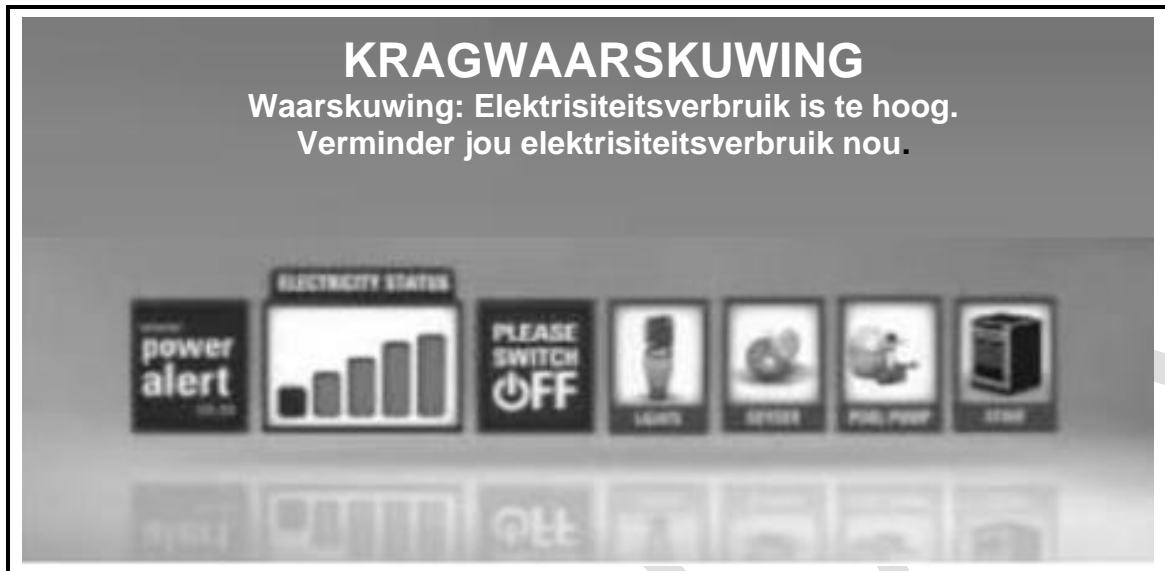 KRAGWAARSKUWING
Waarskuwing: Elektrisiteitsverbruik is te hoog.
Verminder jou elektrisiteitsverbruik nou.
ELECTRICITY STATUS
power
alert
PLEASE
SWITCH
OFF
LIGHTS
GEYSER
POOL PUMP
STOVE